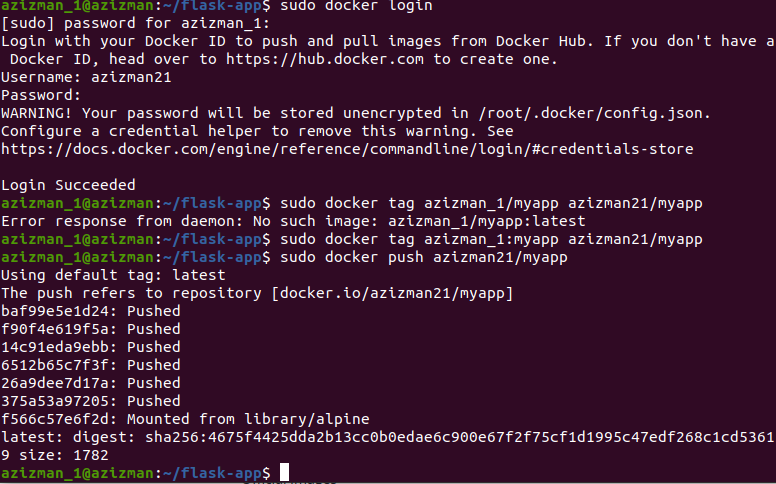 azizman_1@azizman:~/flask-app$ sudo docker login
[sudo] password for azizman_1:
Login with your Docker ID to push and pull images from Docker Hub. If you don't have a
 Docker ID, head over to https://hub.docker.com to create one.
Username: azizman21
Password:
WARNING! Your password will be stored unencrypted in /root/.docker/config.json.
Configure a credential helper to remove this warning. See
https://docs.docker.com/engine/reference/commandline/login/#credentials-store

Login Succeeded
azizman_1@azizman:~/flask-app$ sudo docker tag azizman_1/myapp azizman21/myapp
Error response from daemon: No such image: azizman_1/myapp:latest
azizman_1@azizman:~/flask-app$ sudo docker tag azizman_1:myapp azizman21/myapp
azizman_1@azizman:~/flask-app$ sudo docker push azizman21/myapp
Using default tag: latest
The push refers to repository [docker.io/azizman21/myapp]
baf99e5e1d24: Pushed
f90f4e619f5a: Pushed
14c91eda9ebb: Pushed
6512b65c7f3f: Pushed
26a9dee7d17a: Pushed
375a53a97205: Pushed
f566c57e6f2d: Mounted from library/alpine
latest: digest: sha256:4675f4425dda2b13cc0b0edae6c900e67f2f75cf1d1995c47edf268c1cd5361
9 size: 1782
azizman_1@azizman:~/flask-app$